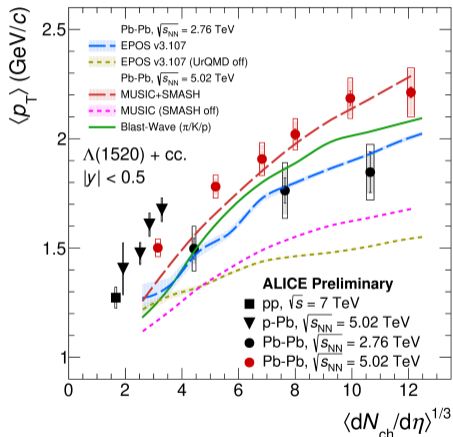 ⟨p_T⟩ (GeV/c)
2.5
2
1.5
1
Pb-Pb, √s_NN = 2.76 TeV
EPOS v3.107
EPOS v3.107 (UrQMD off)
Pb-Pb, √s_NN = 5.02 TeV
MUSIC+SMASH
MUSIC (SMASH off)
Blast-Wave (π/K/p)
Λ(1520) + cc.
|y| < 0.5
ALICE Preliminary
pp, √s = 7 TeV
p-Pb, √s_NN = 5.02 TeV
Pb-Pb, √s_NN = 2.76 TeV
Pb-Pb, √s_NN = 5.02 TeV
0 2 4 6 8 10 12
⟨dN_ch/dη⟩^1/3